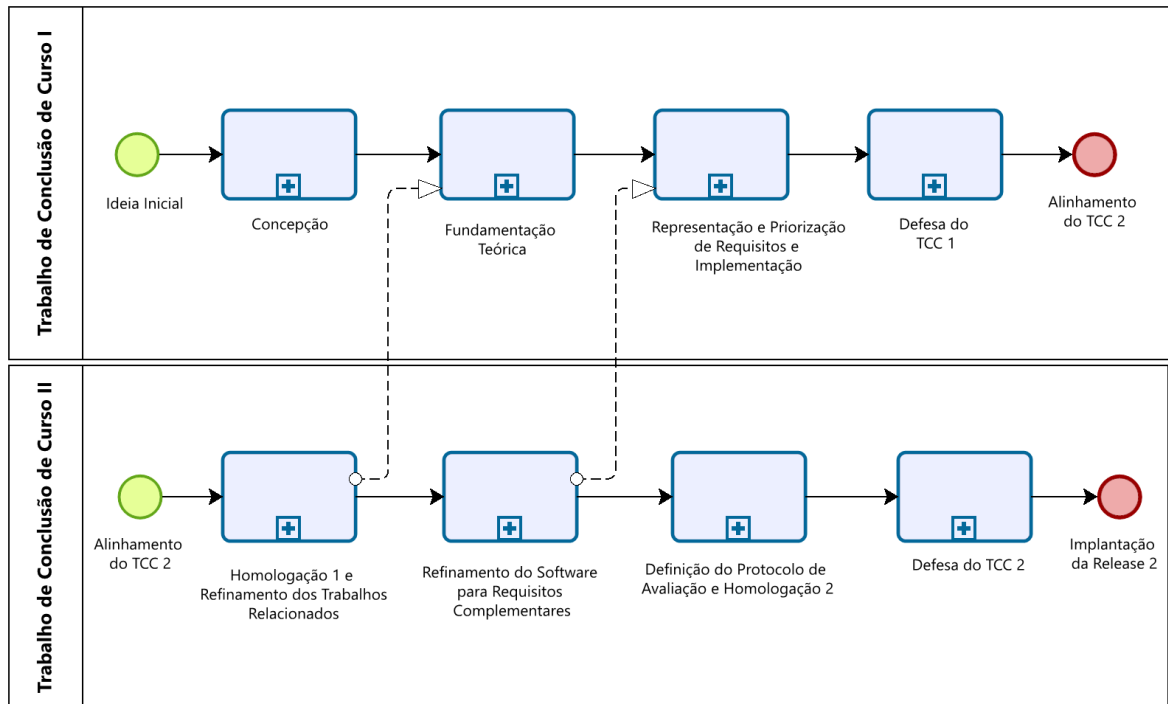 Trabalho de Conclusão de Curso I
Ideia Inicial
Concepção
Fundamentação
Teórica
Representação e Priorização
de Requisitos e
Implementação
Defesa do
TCC 1
Alinhamento
do TCC 2
Trabalho de Conclusão de Curso II
Alinhamento
do TCC 2
Homologação 1 e
Refinamento dos Trabalhos
Relacionados
Refinamento do Software
para Requisitos
Complementares
Definição do Protocolo de
Avaliação e Homologação 2
Defesa do TCC 2
Implantação
da Release 2